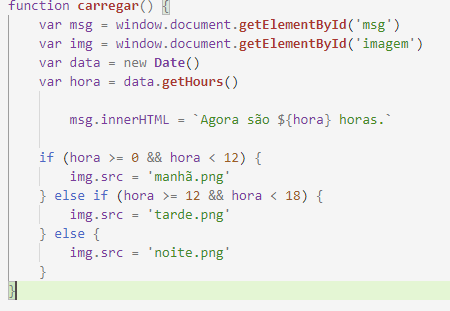 function carregar() {
var msg = window.document.getElementById('msg')
var img = window.document.getElementById('imagem')
var data = new Date()
var hora = data.getHours()
msg.innerHTML = `Agora são ${hora} horas.`
if (hora >= 0 && hora < 12) {
img.src = 'manhã.png'
} else if (hora >= 12 && hora < 18) {
img.src = 'tarde.png'
} else {
img.src = 'noite.png'
}
}